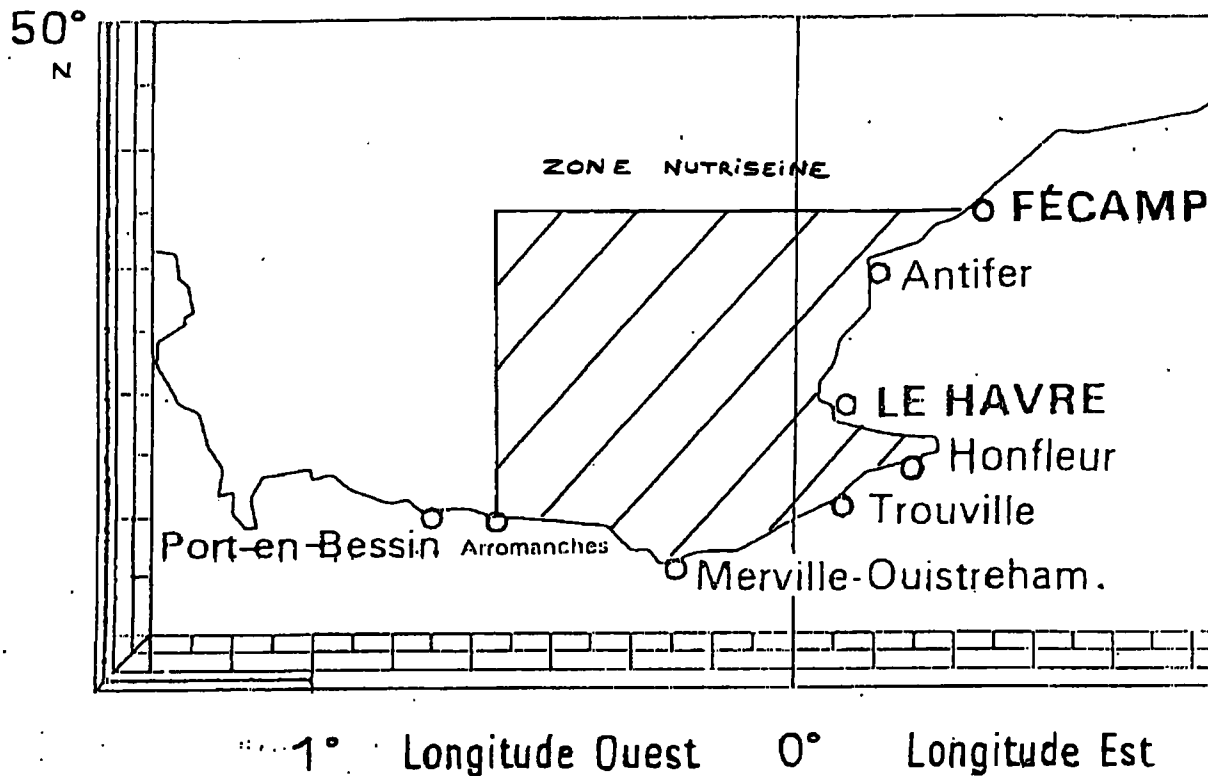 50°
N
ZONE NUTRISEINE
FÉCAMP
Antifer
LE HAVRE
Honfleur
Trouville
Port-en-Bessin
Arromanches
Merville-Ouistreham.
1° Longitude Ouest 0° Longitude Est